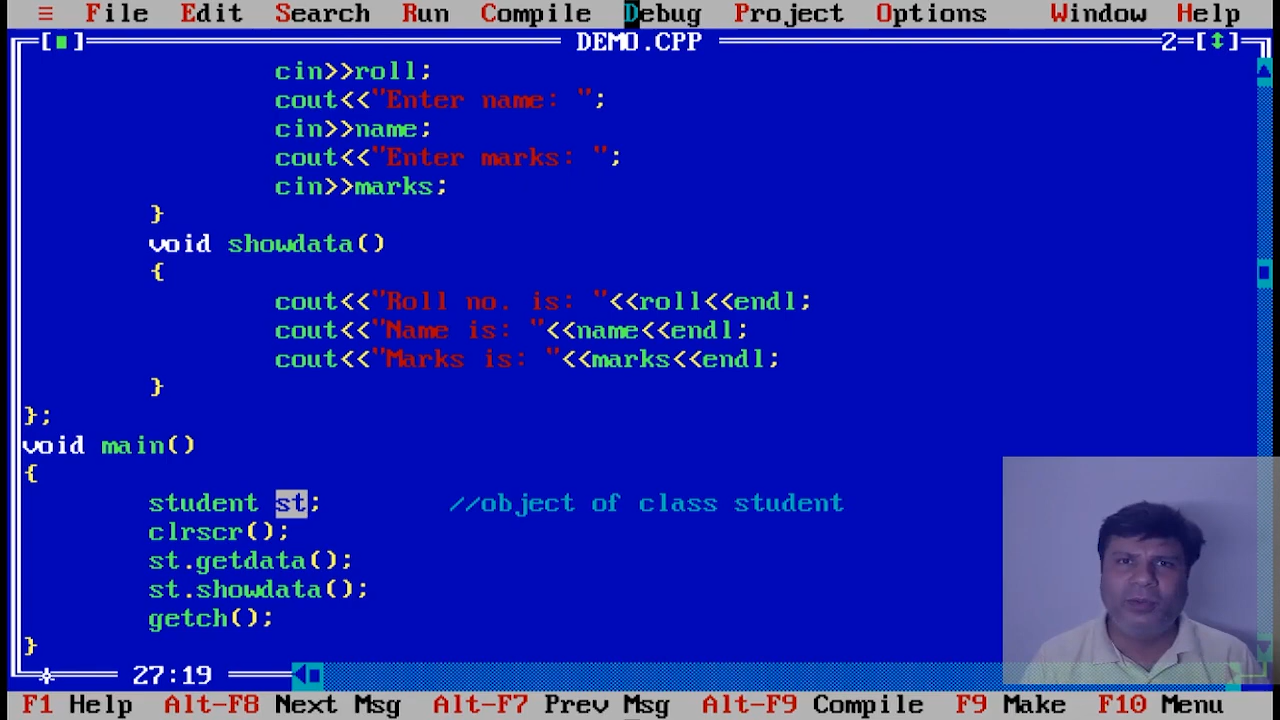 ≡ File Edit Search Run Compile Debug Project Options Window Help
[■] DEMO.CPP 2=[↕]
cin>>roll;
cout<<"Enter name: ";
cin>>name;
cout<<"Enter marks: ";
cin>>marks;
}
void showdata()
{
cout<<"Roll no. is: "<<roll<<endl;
cout<<"Name is: "<<name<<endl;
cout<<"Marks is: "<<marks<<endl;
}
};
void main()
{
student st; //object of class student
clrscr();
st.getdata();
st.showdata();
getch();
}
27:19
F1 Help Alt-F8 Next Msg Alt-F7 Prev Msg Alt-F9 Compile F9 Make F10 Menu